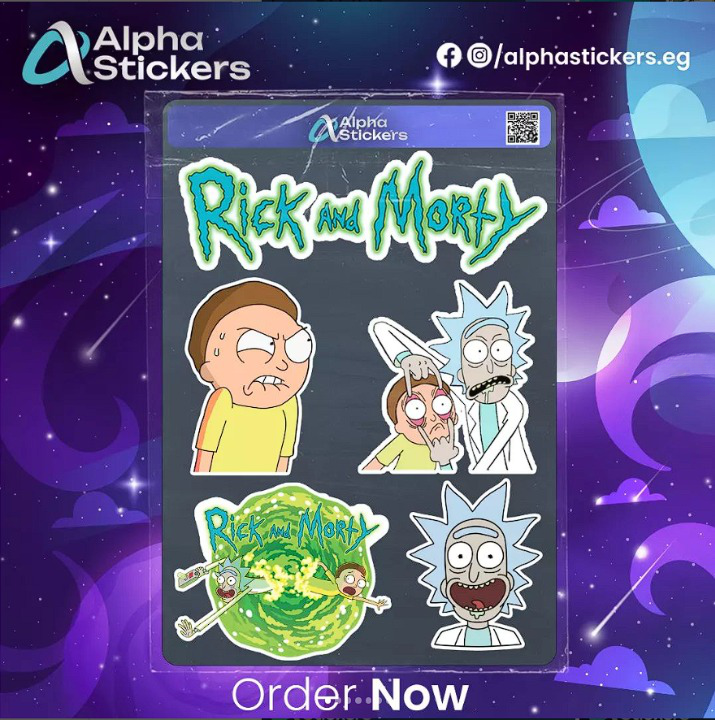 Alpha
Stickers
/alphastickers.eg
Alpha
Stickers
Rick and Morty
Rick and Morty
Order Now